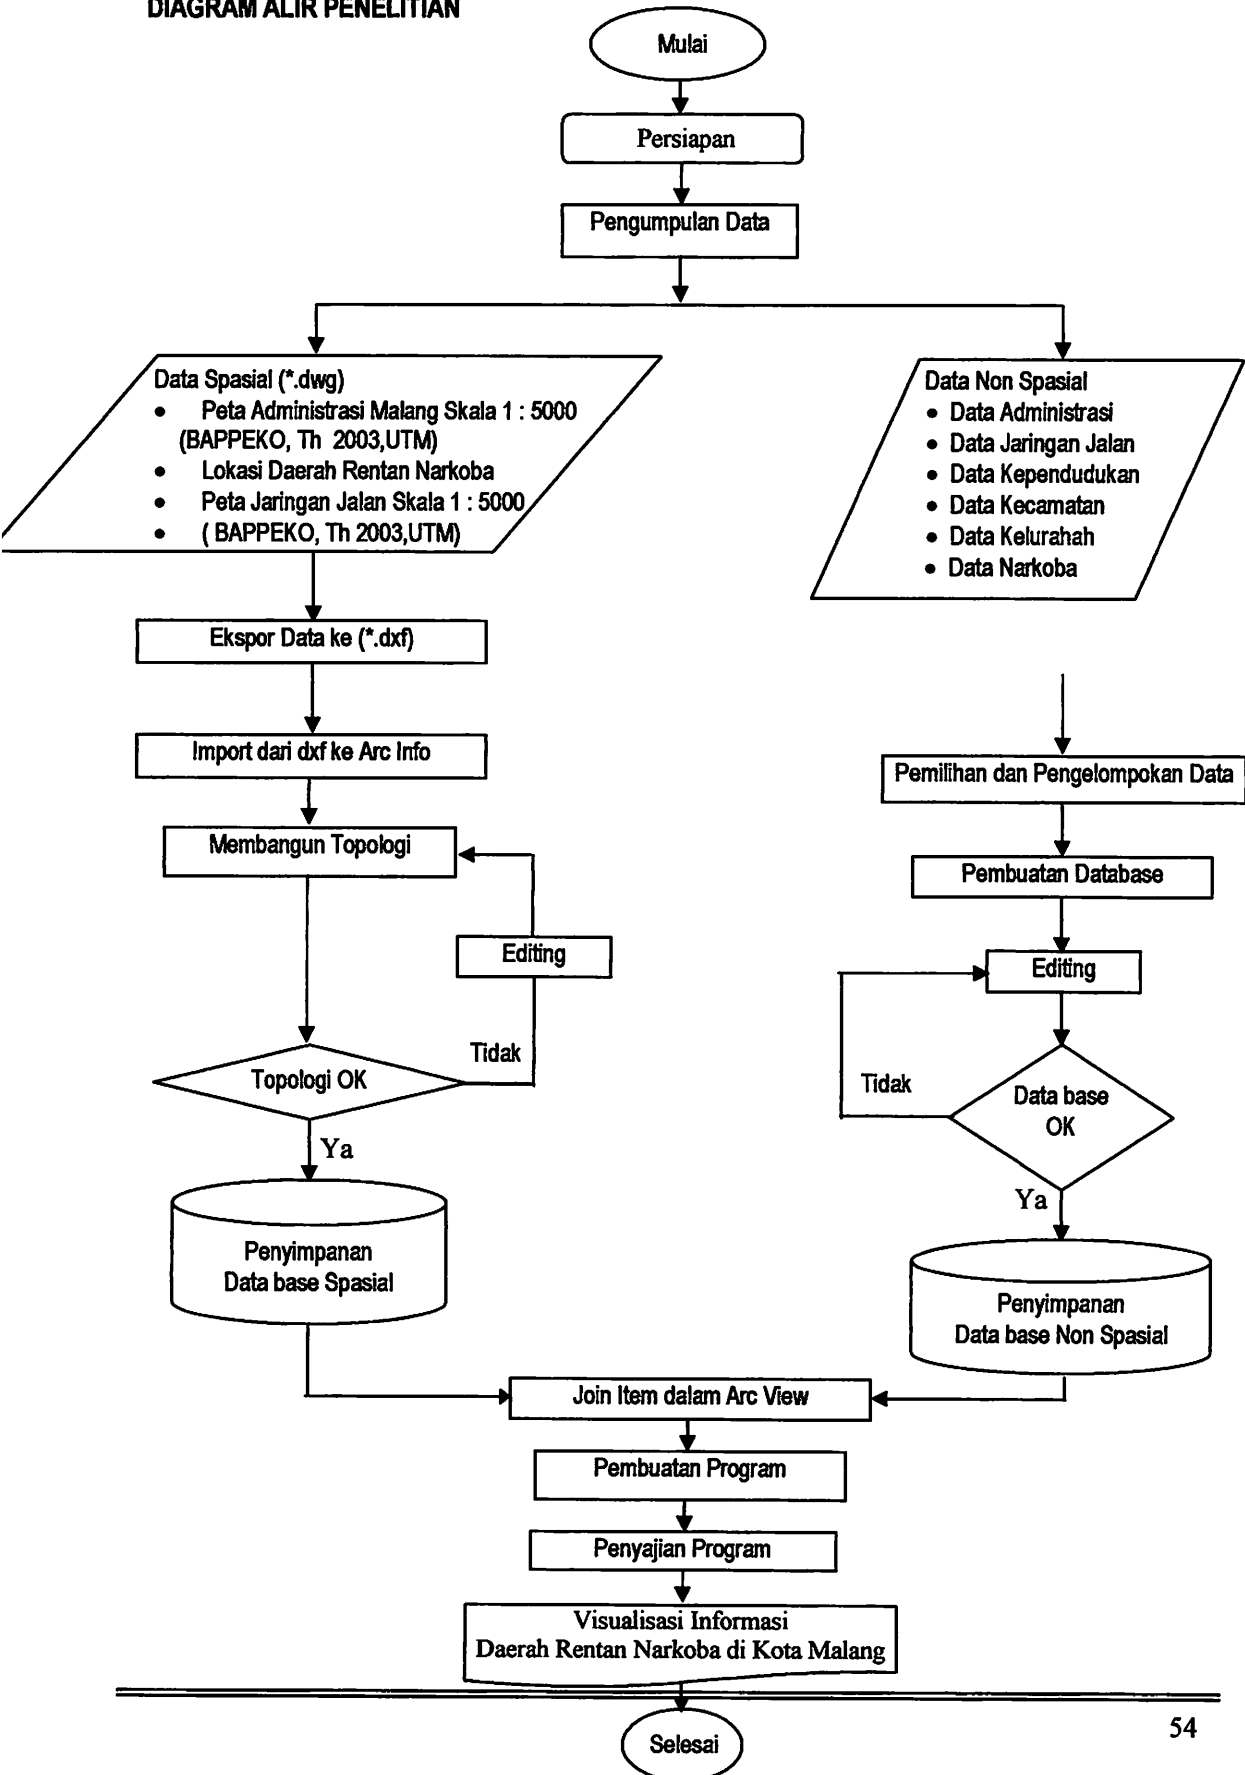 DIAGRAM ALIR PENELITIAN
Mulai
Persiapan
Pengumpulan Data
Data Spasial (*.dwg)
• Peta Administrasi Malang Skala 1 : 5000
(BAPPEKO, Th 2003,UTM)
• Lokasi Daerah Rentan Narkoba
• Peta Jaringan Jalan Skala 1 : 5000
• ( BAPPEKO, Th 2003,UTM)
Data Non Spasial
• Data Administrasi
• Data Jaringan Jalan
• Data Kependudukan
• Data Kecamatan
• Data Kelurahah
• Data Narkoba
Ekspor Data ke (*.dxf)
Import dari dxf ke Arc Info
Membangun Topologi
Editing
Tidak
Topologi OK
Ya
Penyimpanan
Data base Spasial
Pemilihan dan Pengelompokan Data
Pembuatan Database
Editing
Tidak
Data base
OK
Ya
Penyimpanan
Data base Non Spasial
Join Item dalam Arc View
Pembuatan Program
Penyajian Program
Visualisasi Informasi
Daerah Rentan Narkoba di Kota Malang
Selesai
54